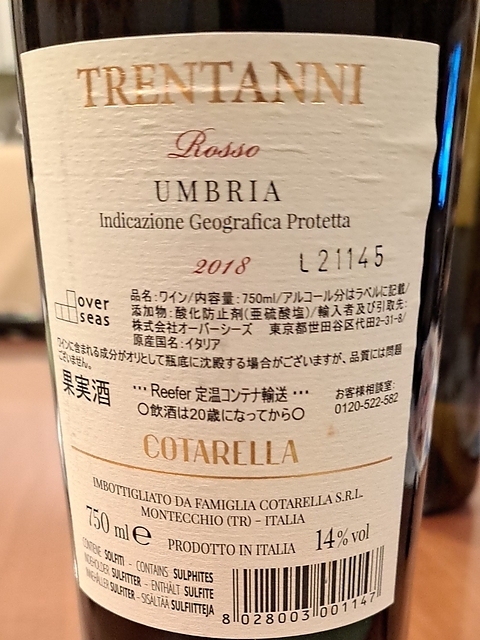 TRENTANNI
Rosso
UMBRIA
Indicazione Geografica Protetta
2018 L21145
over
seas
品名:ワイン/内容量:750ml/アルコール分はラベルに記載/
添加物:酸化防止剤(亜硫酸塩)/輸入者及び引取先:
株式会社オーバーシーズ 東京都世田谷区代田2-31-8/
原産国名:イタリア
ワインに含まれる成分がオリとして瓶底に沈殿する場合がございますが、品質には問題
ございません。
果実酒
… Reefer 定温コンテナ輸送 …
○飲酒は20歳になってから○
お客様相談室:
0120-522-582
COTARELLA
IMBOTTIGLIATO DA FAMIGLIA COTARELLA S.R.L.
MONTECCHIO (TR) - ITALIA
750 ml e PRODOTTO IN ITALIA 14% vol
CONTIENE SOLFITI - CONTAINS SULPHITES
INDEHOLDER SULFITTER - ENTHÄLT SULFITE
INNEHÅLLER SULFITER - SISÄLTÄÄ SULFIITTEJA
8 028003 001147